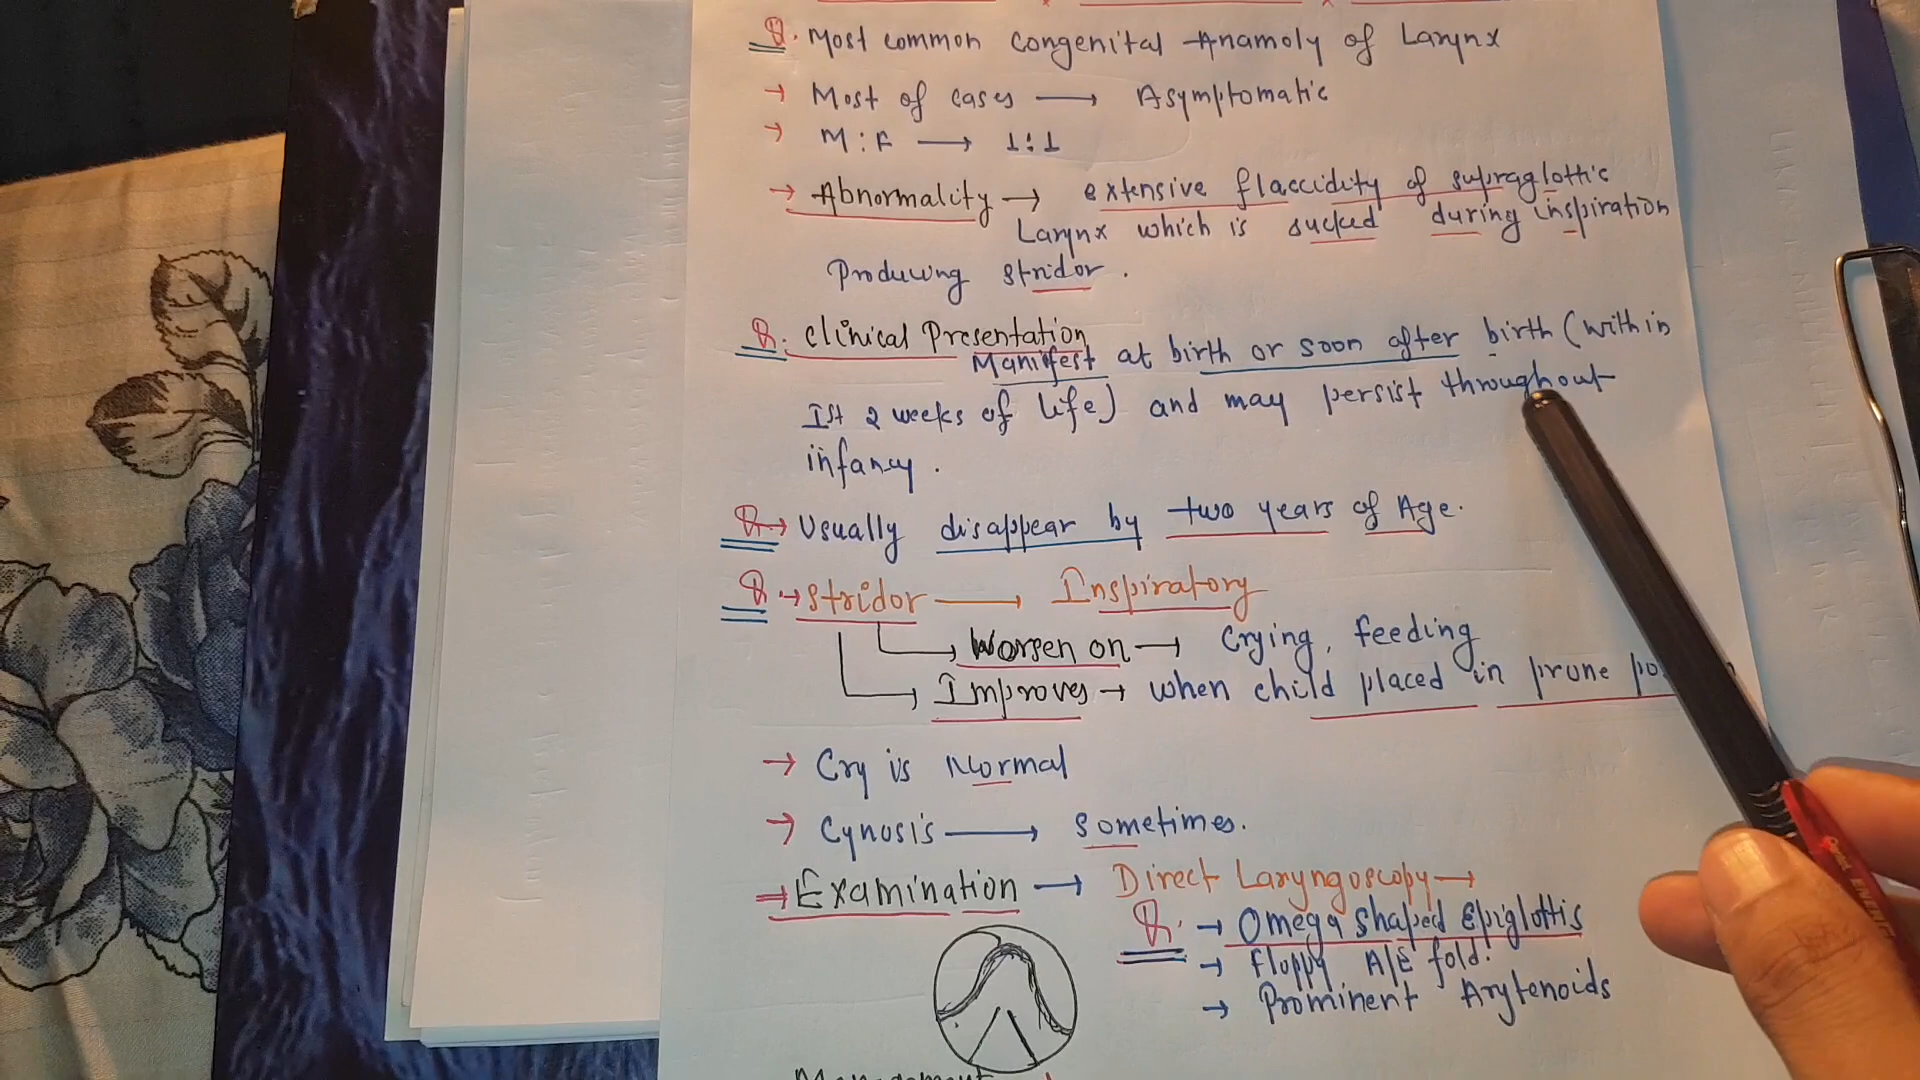 Most common Congenital Anamoly of Larynx
→ Most of cases → Asymptomatic
→ M:F → 1:1
→ Abnormality → extensive flaccidity of supraglottic
Larynx which is sucked during inspiration
Producing stridor.
Clinical Presentation
Manifest at birth or soon after birth (within
Ist 2 weeks of life) and may persist throughout
infancy.
→ Usually disappear by two years of Age.
→ Stridor → Inspiratory
→ Worsen on → Crying, feeding
→ Improves → when child placed in prone
→ Cry is Normal
→ Cynosis → sometimes.
⇒ Examination → Direct Laryngoscopy →
→ Omega shaped Epiglottis
→ floppy A/E fold.
→ Prominent Arytenoids